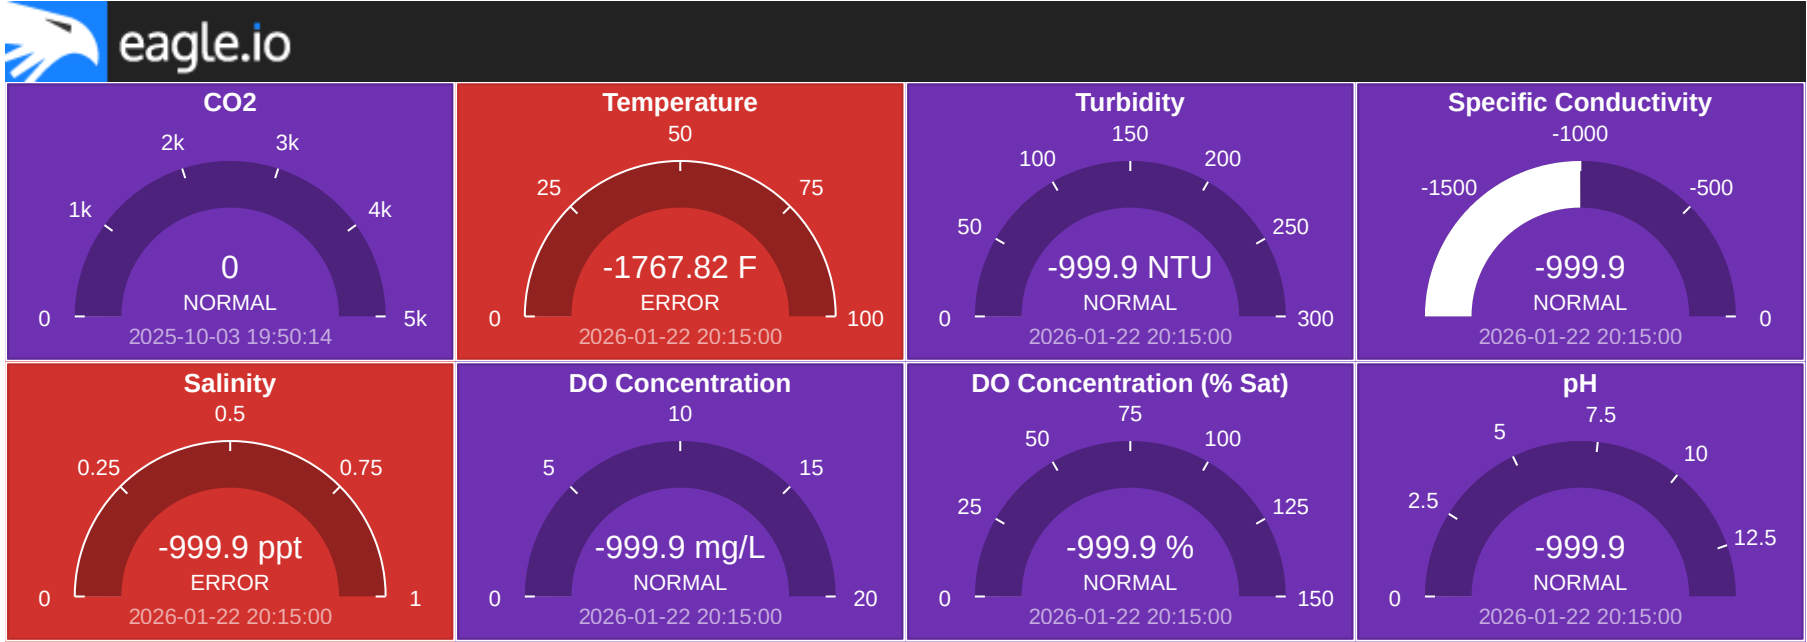 eagle.io
CO2
0
1k
2k
3k
4k
5k
0
NORMAL
2025-10-03 19:50:14
Temperature
0
25
50
75
100
-1767.82 F
ERROR
2026-01-22 20:15:00
Turbidity
0
50
100
150
200
250
300
-999.9 NTU
NORMAL
2026-01-22 20:15:00
Specific Conductivity
-1500
-1000
-500
0
-999.9
NORMAL
2026-01-22 20:15:00
Salinity
0
0.25
0.5
0.75
1
-999.9 ppt
ERROR
2026-01-22 20:15:00
DO Concentration
0
5
10
15
20
-999.9 mg/L
NORMAL
2026-01-22 20:15:00
DO Concentration (% Sat)
0
25
50
75
100
125
150
-999.9 %
NORMAL
2026-01-22 20:15:00
pH
0
2.5
5
7.5
10
12.5
-999.9
NORMAL
2026-01-22 20:15:00